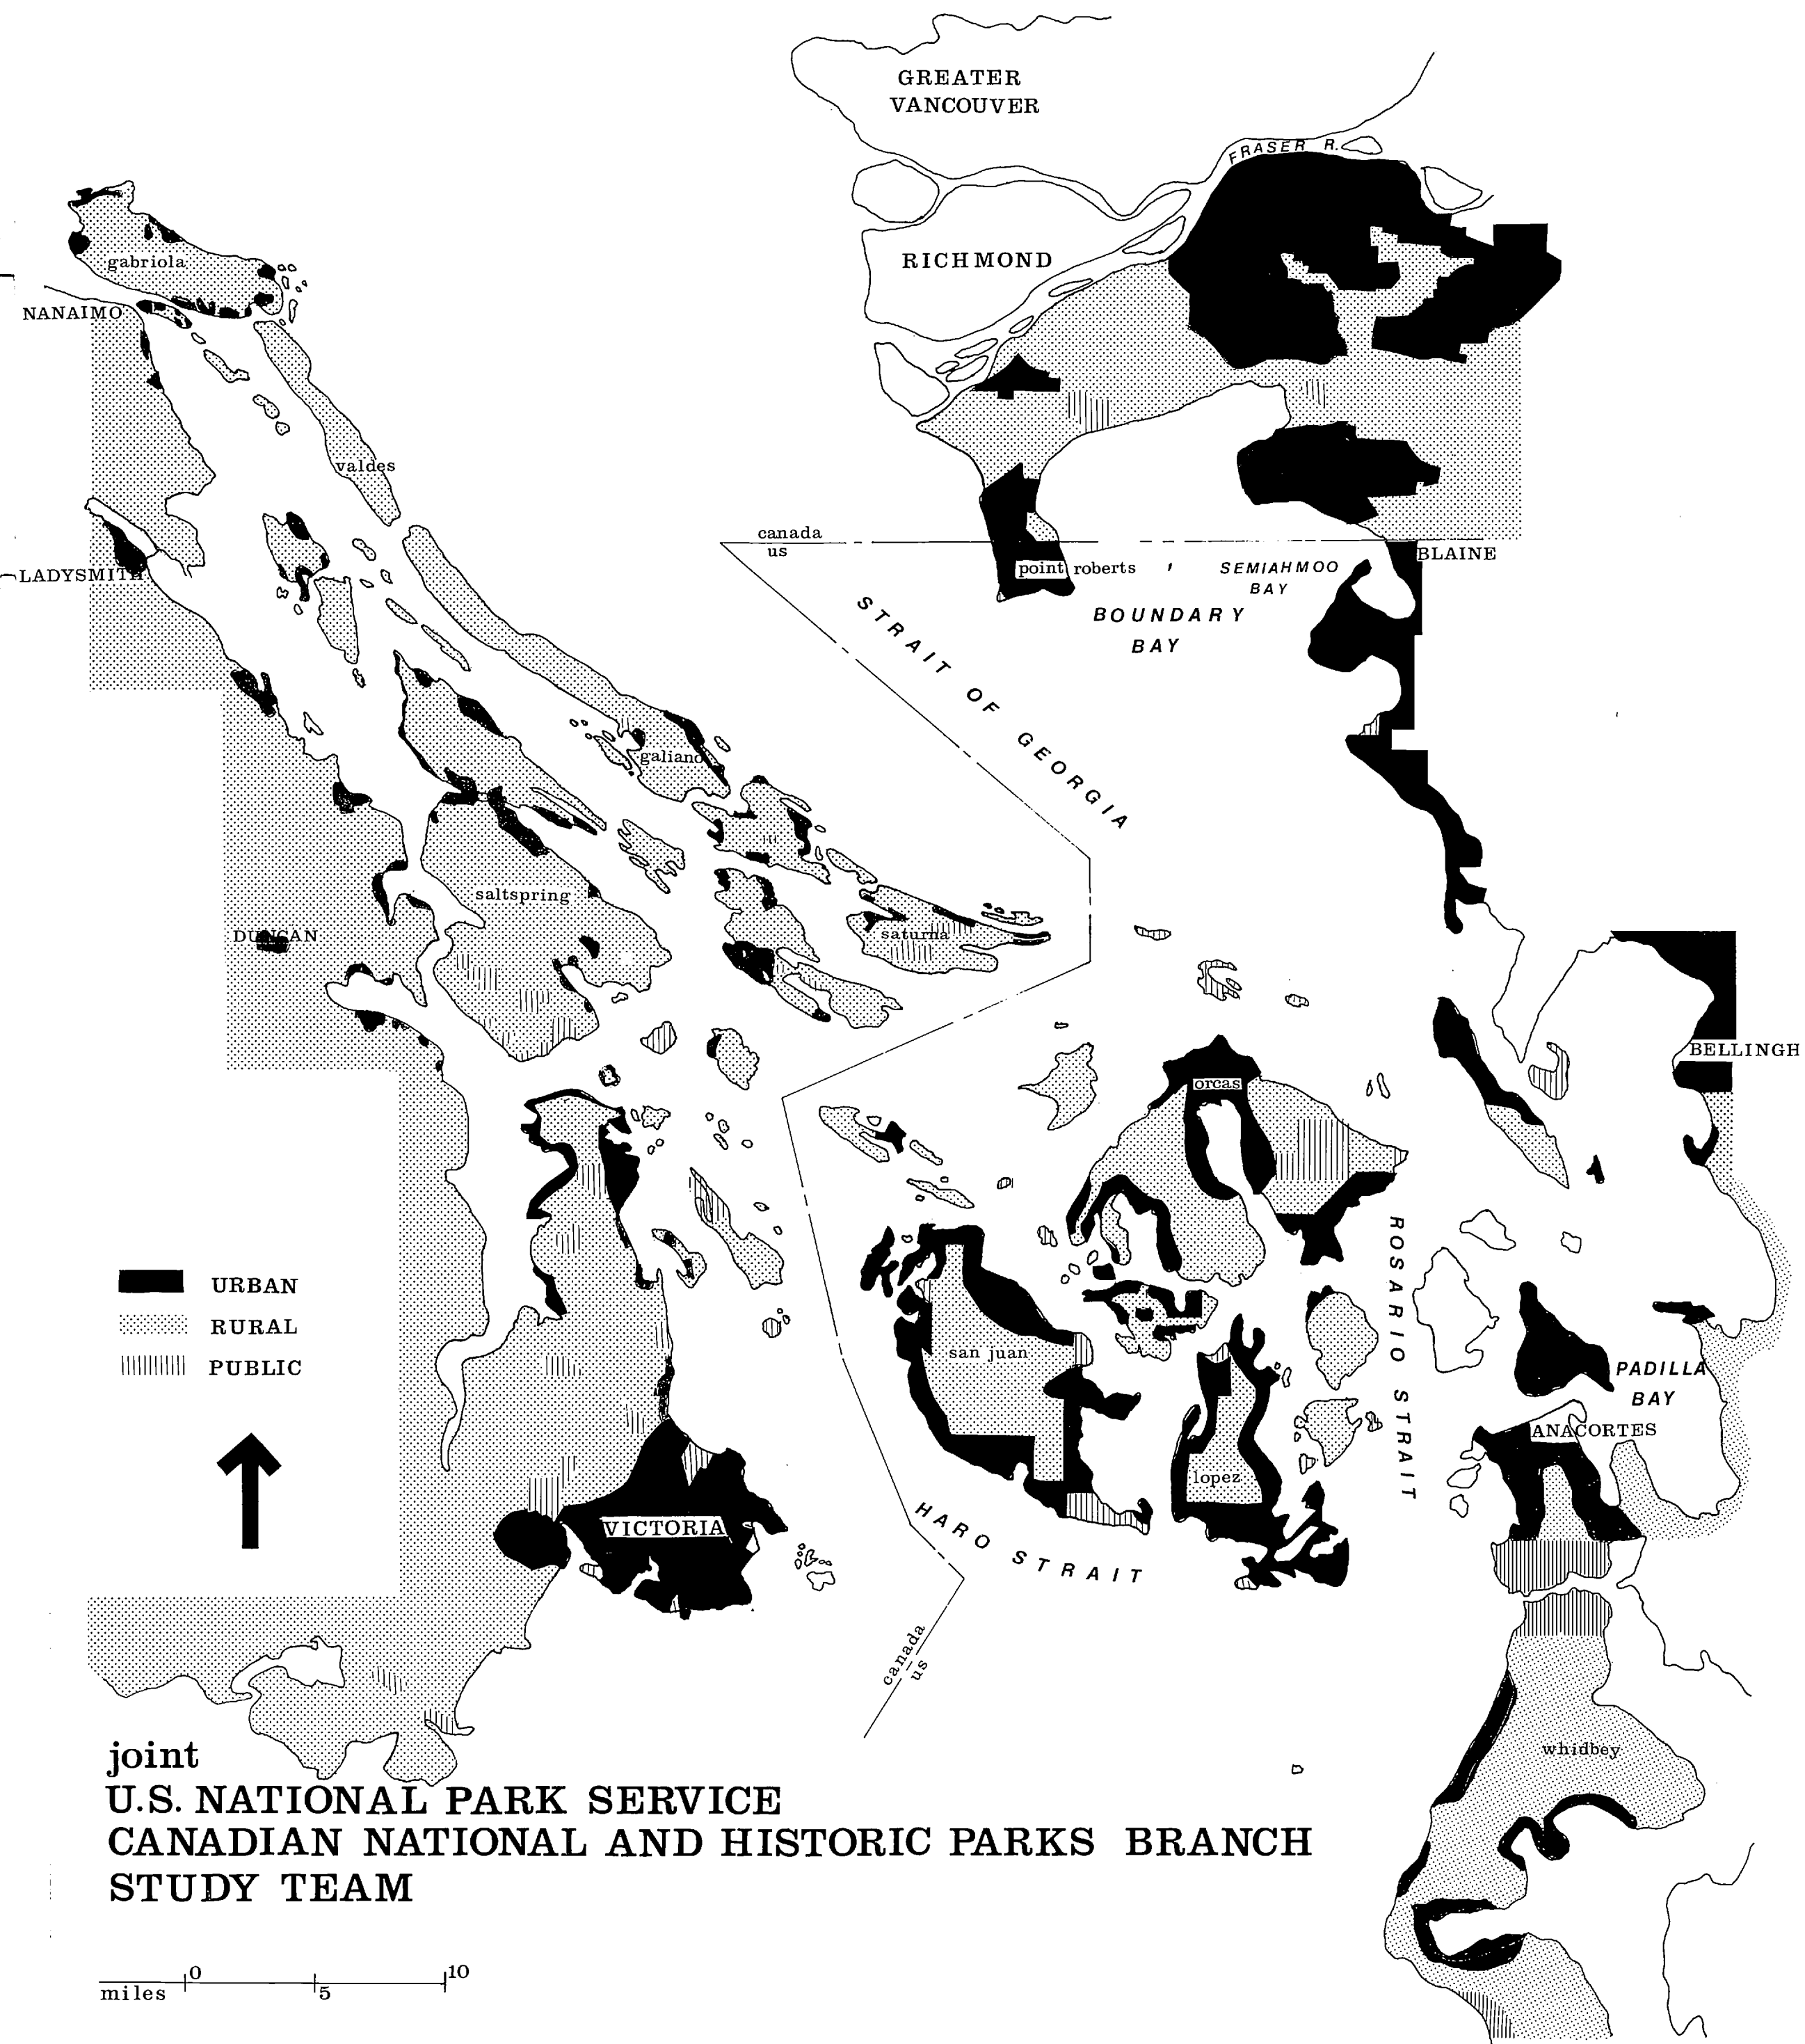 GREATER
VANCOUVER
FRASER R.
gabriola
RICHMOND
NANAIMO
valdes
canada
us
BLAINE
point roberts
SEMIAHMOO
BAY
LADYSMITH
BOUNDARY
BAY
STRAIT OF GEORGIA
galiano
saltspring
DUNCAN
saturna
BELLINGH
orcas
ROSARIO STRAIT
URBAN
RURAL
PUBLIC
san juan
PADILLA
BAY
ANACORTES
lopez
VICTORIA
HARO STRAIT
canada
us
whidbey
joint
U.S. NATIONAL PARK SERVICE
CANADIAN NATIONAL AND HISTORIC PARKS BRANCH
STUDY TEAM
0
5
10
miles